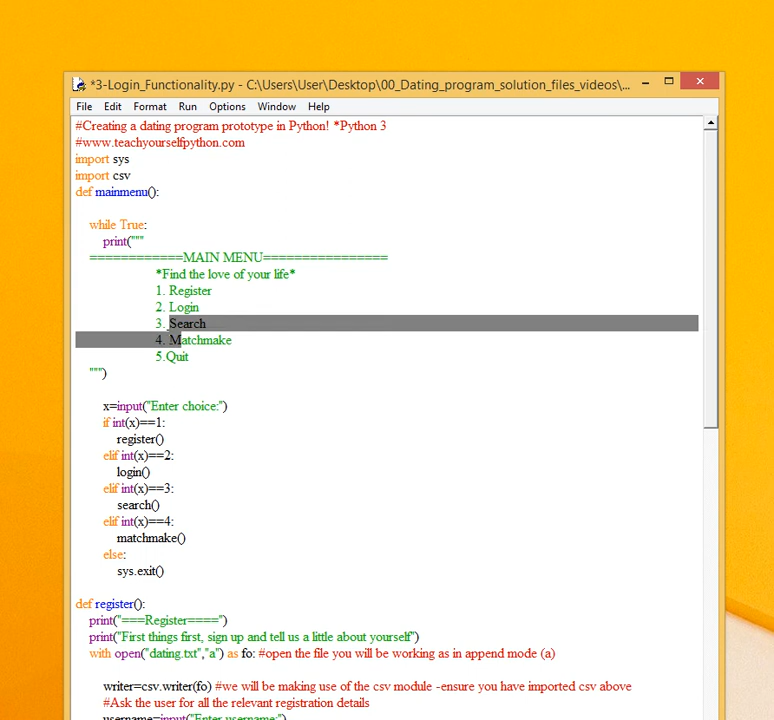 *3-Login_Functionality.py - C:\Users\User\Desktop\00_Dating_program_solution_files_videos\...
File Edit Format Run Options Window Help
#Creating a dating program prototype in Python! *Python 3
#www.teachyourselfpython.com
import sys
import csv
def mainmenu():
while True:
print("""
============MAIN MENU================
*Find the love of your life*
1. Register
2. Login
3. Search
4. Matchmake
5.Quit
""")
x=input("Enter choice:")
if int(x)==1:
register()
elif int(x)==2:
login()
elif int(x)==3:
search()
elif int(x)==4:
matchmake()
else:
sys.exit()
def register():
print("===Register====")
print("First things first, sign up and tell us a little about yourself")
with open("dating.txt","a") as fo: #open the file you will be working as in append mode (a)
writer=csv.writer(fo) #we will be making use of the csv module -ensure you have imported csv above
#Ask the user for all the relevant registration details
username=input("Enter username:")